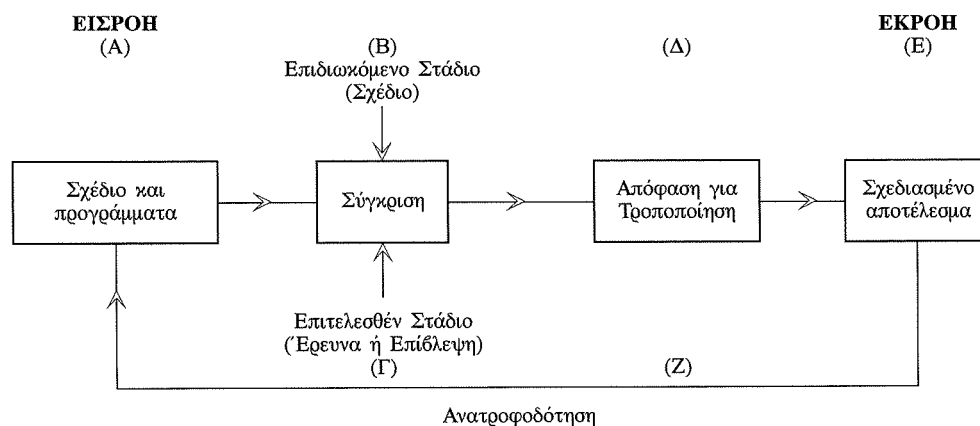 ΕΙΣΡΟΗ
(Α)
(Β)
Επιδιωκόμενο Στάδιο
(Σχέδιο)
(Δ)
ΕΚΡΟΗ
(Ε)
Σχέδιο και
προγράμματα
Σύγκριση
Απόφαση για
Τροποποίηση
Σχεδιασμένο
αποτέλεσμα
Επιτελεσθέν Στάδιο
(Έρευνα ή Επίβλεψη)
(Γ)
(Ζ)
Ανατροφοδότηση